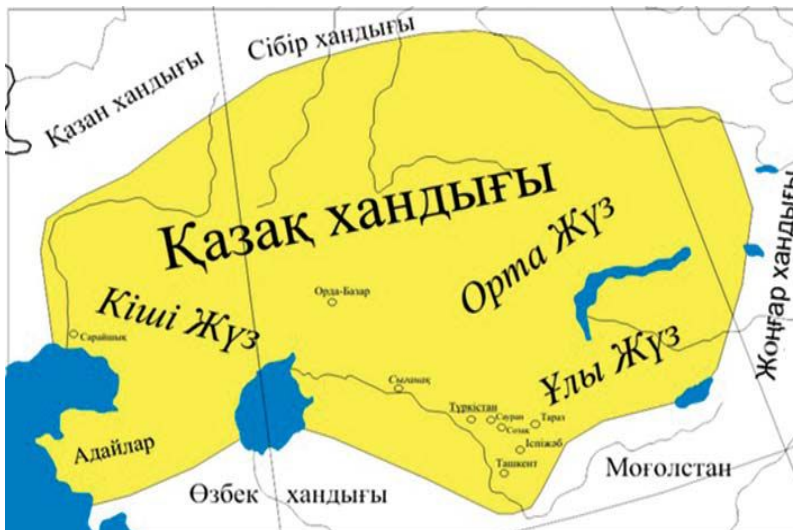 Сібір хандығы
Қазан хандығы
Қазақ хандығы
Орта Жүз
Жоңғар хандығы
Орда-Базар
Кіші Жүз
Сарайшық
Ұлы Жүз
Сығанақ
Түркістан
Сауран
Тараз
Созақ
Іспіжәб
Ташкент
Адайлар
Моғолстан
Өзбек хандығы